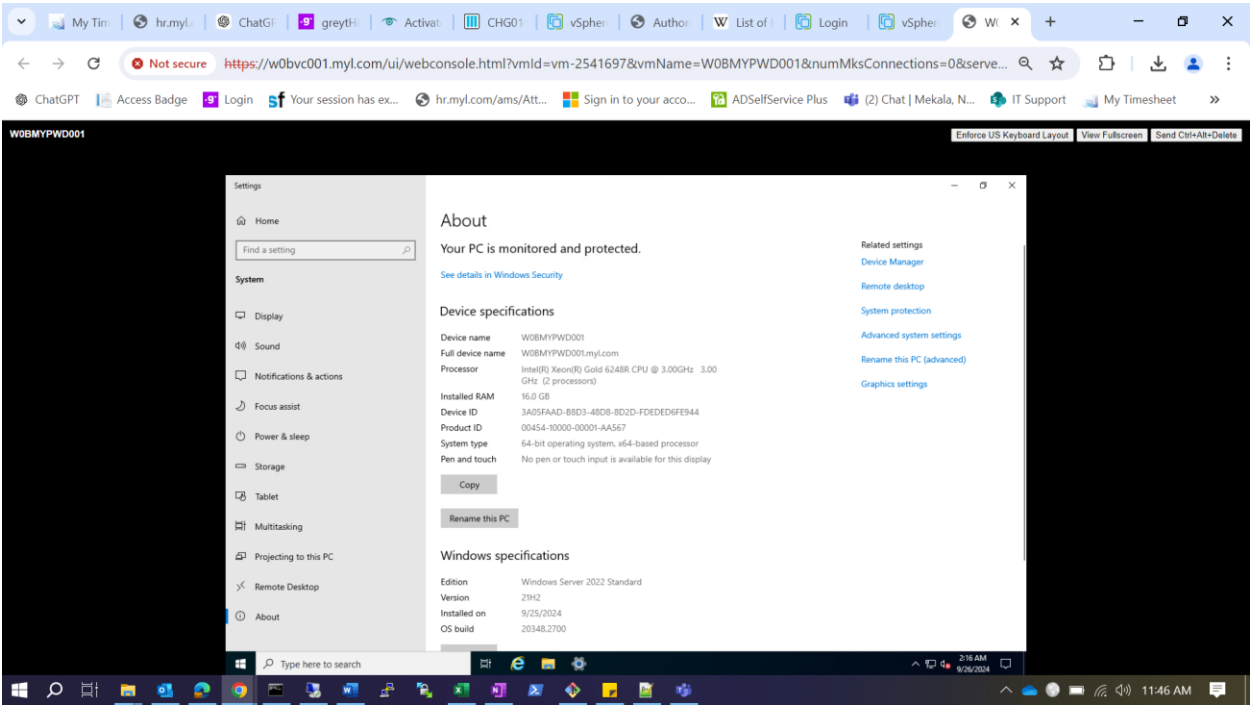 My Tim
hr.myl.
ChatGP
greytH
Activat
CHG01
vSpher
Author
List of
Login
vSpher
W(
Not secure https://w0bvc001.myl.com/ui/webconsole.html?vmId=vm-2541697&vmName=W0BMYPWD001&numMksConnections=0&serve...
ChatGPT Access Badge Login Your session has ex... hr.myl.com/ams/Att... Sign in to your acco... ADSelfService Plus (2) Chat | Mekala, N... IT Support My Timesheet
W0BMYPWD001 Enforce US Keyboard Layout View Fullscreen Send Ctrl+Alt+Delete
Settings
Home
Find a setting
System
Display
Sound
Notifications & actions
Focus assist
Power & sleep
Storage
Tablet
Multitasking
Projecting to this PC
Remote Desktop
About
About
Your PC is monitored and protected.
See details in Windows Security
Device specifications
Device name W0BMYPWD001
Full device name W0BMYPWD001.myl.com
Processor Intel(R) Xeon(R) Gold 6248R CPU @ 3.00GHz 3.00
GHz (2 processors)
Installed RAM 16.0 GB
Device ID 3A05FAAD-B8D3-48D8-8D2D-FDEDED6FE944
Product ID 00454-10000-00001-AA567
System type 64-bit operating system, x64-based processor
Pen and touch No pen or touch input is available for this display
Copy
Rename this PC
Windows specifications
Edition Windows Server 2022 Standard
Version 21H2
Installed on 9/25/2024
OS build 20348.2700
Related settings
Device Manager
Remote desktop
System protection
Advanced system settings
Rename this PC (advanced)
Graphics settings
Type here to search
2:16 AM
9/26/2024
11:46 AM